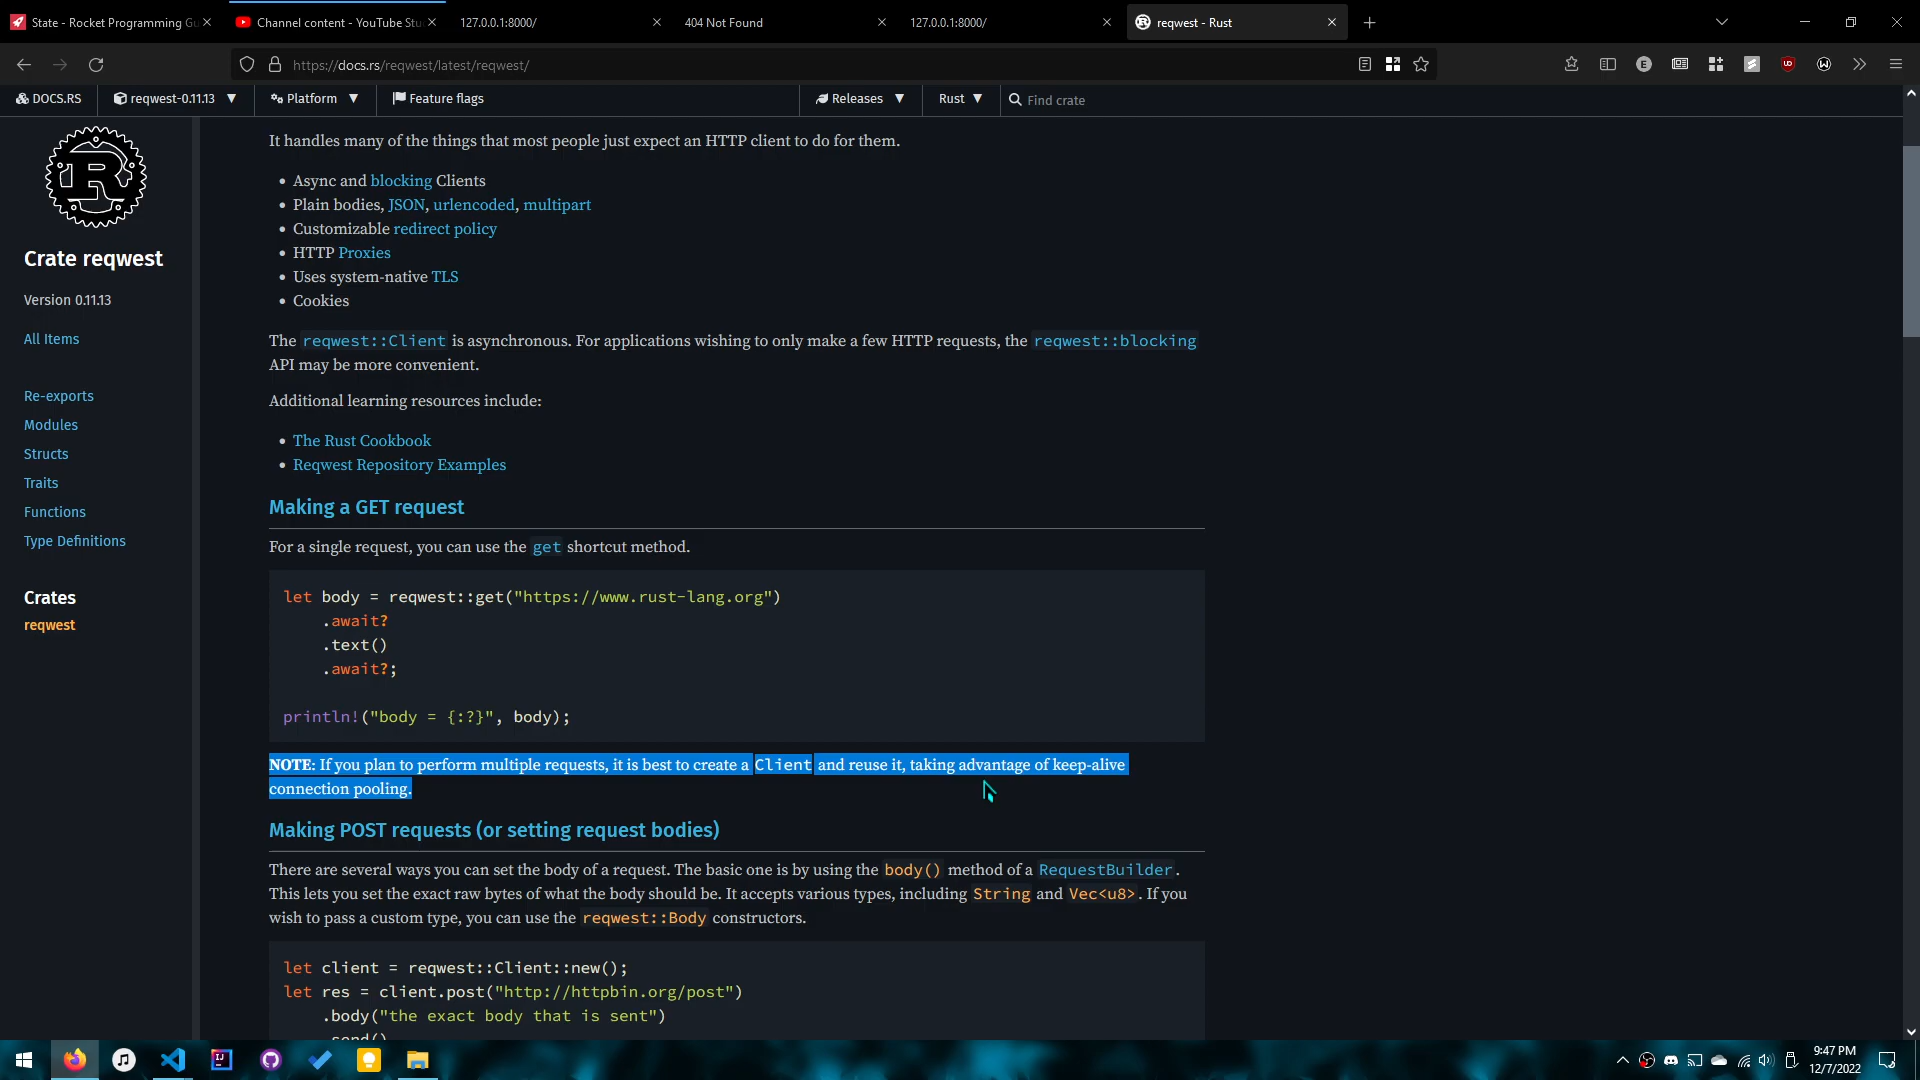 State - Rocket Programming Gu
Channel content - YouTube Stu
127.0.0.1:8000/
404 Not Found
127.0.0.1:8000/
reqwest - Rust
https://docs.rs/reqwest/latest/reqwest/
DOCS.RS
reqwest-0.11.13
Platform
Feature flags
Releases
Rust
Find crate
Crate reqwest
Version 0.11.13
All Items
Re-exports
Modules
Structs
Traits
Functions
Type Definitions
Crates
reqwest
It handles many of the things that most people just expect an HTTP client to do for them.
• Async and blocking Clients
• Plain bodies, JSON, urlencoded, multipart
• Customizable redirect policy
• HTTP Proxies
• Uses system-native TLS
• Cookies
The reqwest::Client is asynchronous. For applications wishing to only make a few HTTP requests, the reqwest::blocking
API may be more convenient.
Additional learning resources include:
• The Rust Cookbook
• Reqwest Repository Examples
Making a GET request
For a single request, you can use the get shortcut method.
let body = reqwest::get("https://www.rust-lang.org")
.await?
.text()
.await?;
println!("body = {:?}", body);
NOTE: If you plan to perform multiple requests, it is best to create a Client and reuse it, taking advantage of keep-alive
connection pooling.
Making POST requests (or setting request bodies)
There are several ways you can set the body of a request. The basic one is by using the body() method of a RequestBuilder.
This lets you set the exact raw bytes of what the body should be. It accepts various types, including String and Vec<u8>. If you
wish to pass a custom type, you can use the reqwest::Body constructors.
let client = reqwest::Client::new();
let res = client.post("http://httpbin.org/post")
.body("the exact body that is sent")
.send()
9:47 PM
12/7/2022